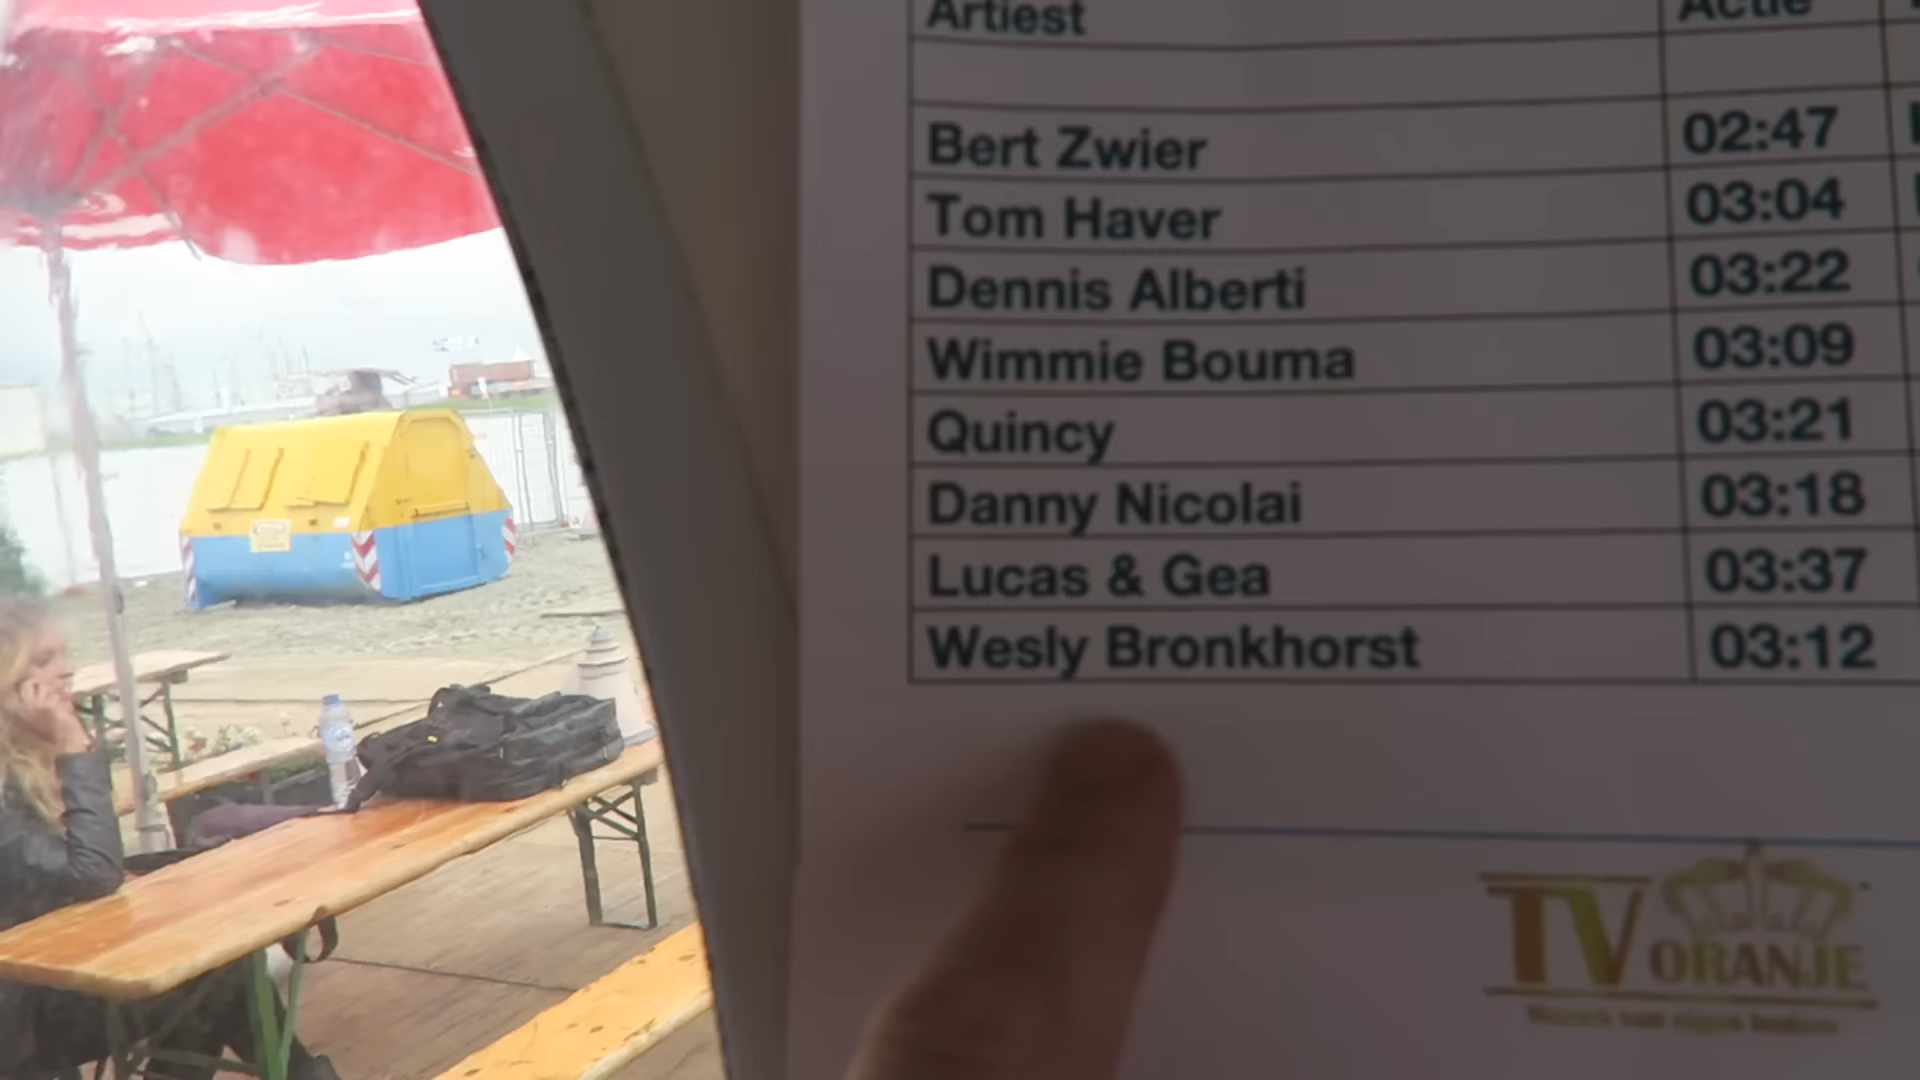 Artiest Actie
Bert Zwier 02:47
Tom Haver 03:04
Dennis Alberti 03:22
Wimmie Bouma 03:09
Quincy 03:21
Danny Nicolai 03:18
Lucas & Gea 03:37
Wesly Bronkhorst 03:12
TV ORANJE